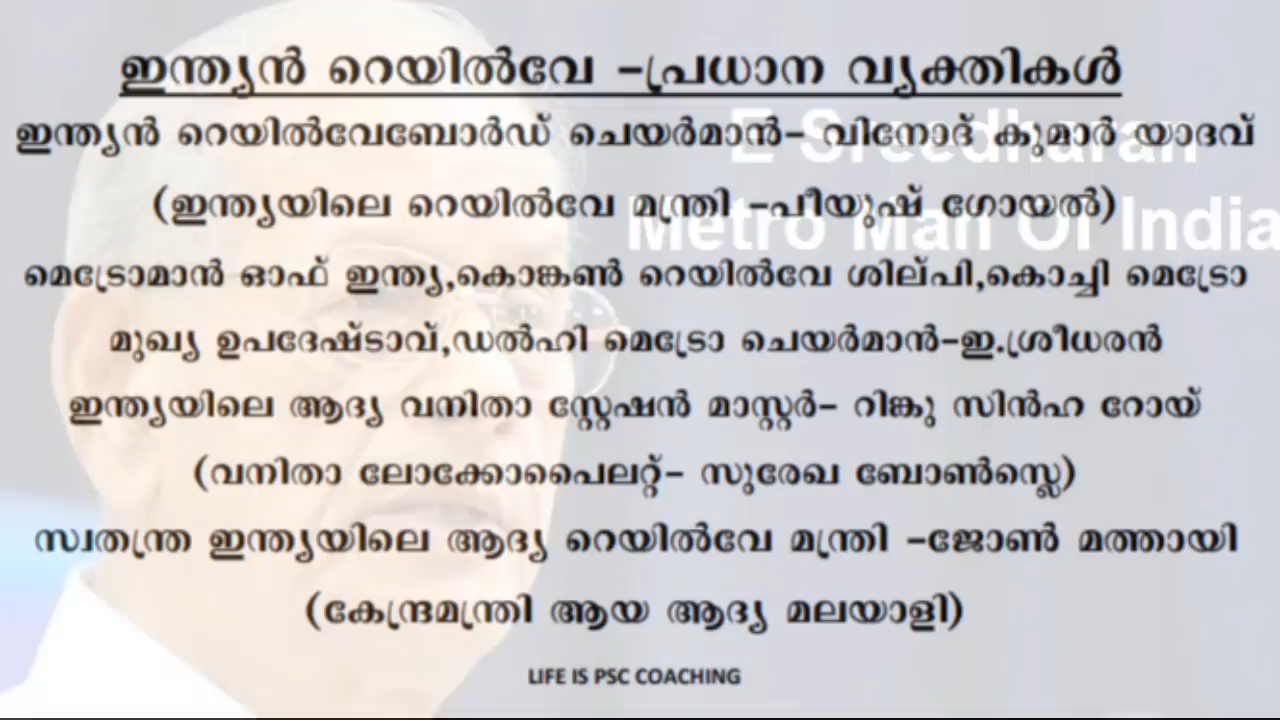 ഇന്ത്യൻ റെയിൽവേ -പ്രധാന വ്യക്തികൾ
ഇന്ത്യൻ റെയിൽവേബോർഡ് ചെയർമാൻ- വിനോദ് കുമാർ യാദവ്
E Sreedharan
(ഇന്ത്യയിലെ റെയിൽവേ മന്ത്രി -പീയുഷ് ഗോയൽ)
Metro Man Of India
മെട്രോമാൻ ഓഫ് ഇന്ത്യ,കൊങ്കൺ റെയിൽവേ ശില്പി,കൊച്ചി മെട്രോ
മുഖ്യ ഉപദേഷ്ടാവ്,ഡൽഹി മെട്രോ ചെയർമാൻ-ഇ.ശ്രീധരൻ
ഇന്ത്യയിലെ ആദ്യ വനിതാ സ്റ്റേഷൻ മാസ്റ്റർ- റിങ്കു സിൻഹ റോയ്
(വനിതാ ലോക്കോപൈലറ്റ്- സുരേഖ ബോൺസ്ലെ)
സ്വതന്ത്ര ഇന്ത്യയിലെ ആദ്യ റെയിൽവേ മന്ത്രി -ജോൺ മത്തായി
(കേന്ദ്രമന്ത്രി ആയ ആദ്യ മലയാളി)
LIFE IS PSC COACHING